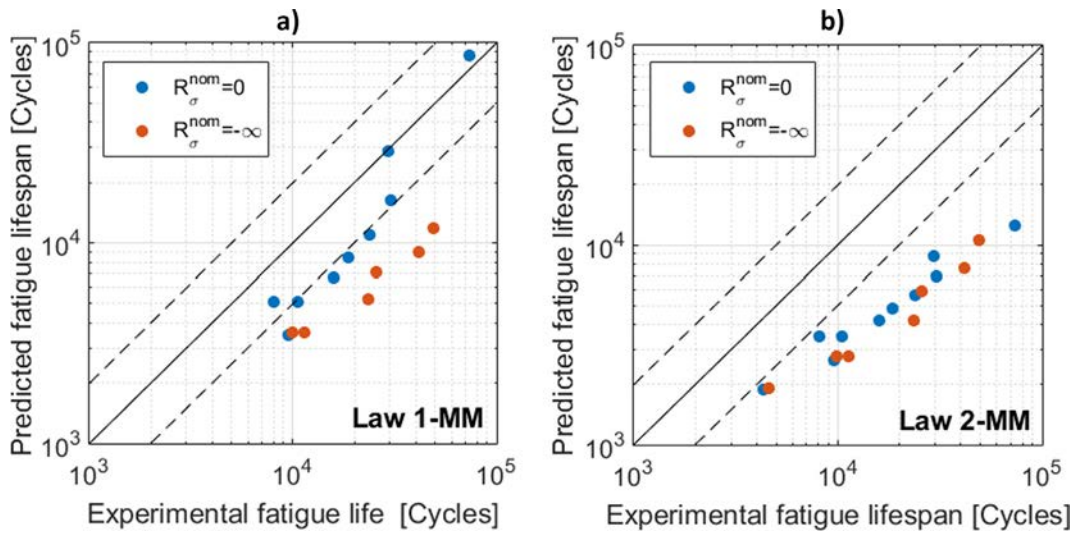 a)
Predicted fatigue lifespan [Cycles]
10^5
10^4
10^3
R_σ^nom=0
R_σ^nom=-∞
Law 1-MM
10^3
10^4
10^5
Experimental fatigue life [Cycles]
b)
Predicted fatigue lifespan [Cycles]
10^5
10^4
10^3
R_σ^nom=0
R_σ^nom=-∞
Law 2-MM
10^3
10^4
10^5
Experimental fatigue lifespan [Cycles]